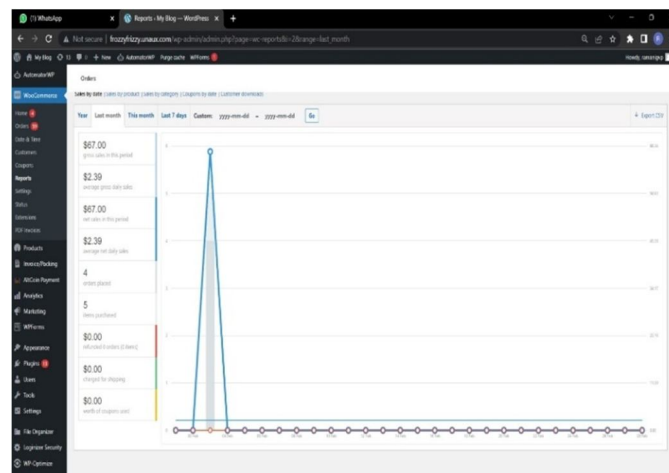 (1) WhatsApp
Reports ‹ My Blog — WordPress
Not secure | frozzyfrizzy.unaux.com/wp-admin/admin.php?page=wc-reports&range=last_month
My Blog
+ New
AutomatorWP
Purge cache
WPForms
Howdy,
AutomatorWP
WooCommerce
Home
Orders
Date & Time
Customers
Coupons
Reports
Settings
Status
Extensions
PDF Invoices
Products
Invoice/Packing
AltCoin Payment
Analytics
Marketing
WPForms
Appearance
Plugins
Users
Tools
Settings
File Organizer
Loginizer Security
WP-Optimize
Orders
Sales by date | Sales by product | Sales by category | Coupons by date | Customer downloads
Year Last month This month Last 7 days Custom: yyyy-mm-dd – yyyy-mm-dd Go
Export CSV
$67.00
gross sales in this period
$2.39
average gross daily sales
$67.00
net sales in this period
$2.39
average net daily sales
4
orders placed
5
items purchased
$0.00
refunded 0 orders (0 items)
$0.00
charged for shipping
$0.00
worth of coupons used